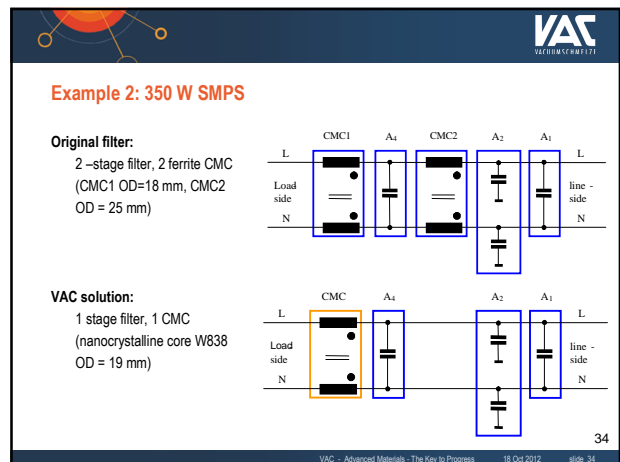 VAC
VACUUMSCHMELZE
Example 2: 350 W SMPS
Original filter:
2 –stage filter, 2 ferrite CMC
(CMC1 OD=18 mm, CMC2
OD = 25 mm)
CMC1 A4 CMC2 A2 A1
L L
Load side
line - side
N N
VAC solution:
1 stage filter, 1 CMC
(nanocrystalline core W838
OD = 19 mm)
CMC A4 A2 A1
L L
Load side
line - side
N N
34
VAC - Advanced Materials - The Key to Progress 18 Oct 2012 slide 34